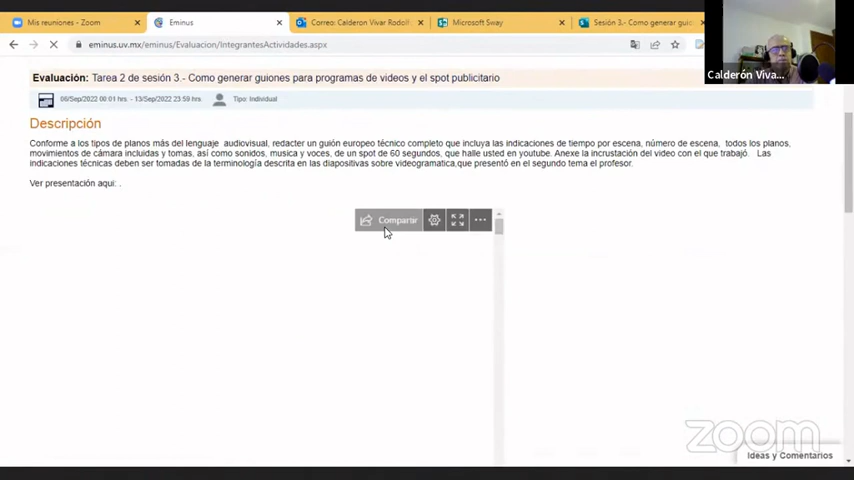 Mis reuniones - Zoom
Eminus
Correo: Calderon Vivar Rodolf
Microsoft Sway
Sesión 3.- Como generar guio
eminus.uv.mx/eminus/Evaluacion/IntegrantesActividades.aspx
Calderón Viva...
Evaluación: Tarea 2 de sesión 3.- Como generar guiones para programas de videos y el spot publicitario
06/Sep/2022 00:01 hrs. - 13/Sep/2022 23:59 hrs
Tipo: Individual
Descripción
Conforme a los tipos de planos más del lenguaje audiovisual, redacter un guión europeo técnico completo que incluya las indicaciones de tiempo por escena, número de escena, todos los planos,
movimientos de cámara incluidas y tomas, así como sonidos, musica y voces, de un spot de 60 segundos, que halle usted en youtube. Anexe la incrustación del video con el que trabajó. Las
indicaciones técnicas deben ser tomadas de la terminología descrita en las diapositivas sobre videogramatica,que presentó en el segundo tema el profesor.
Ver presentación aqui: .
Compartir
zoom
Ideas y Comentarios